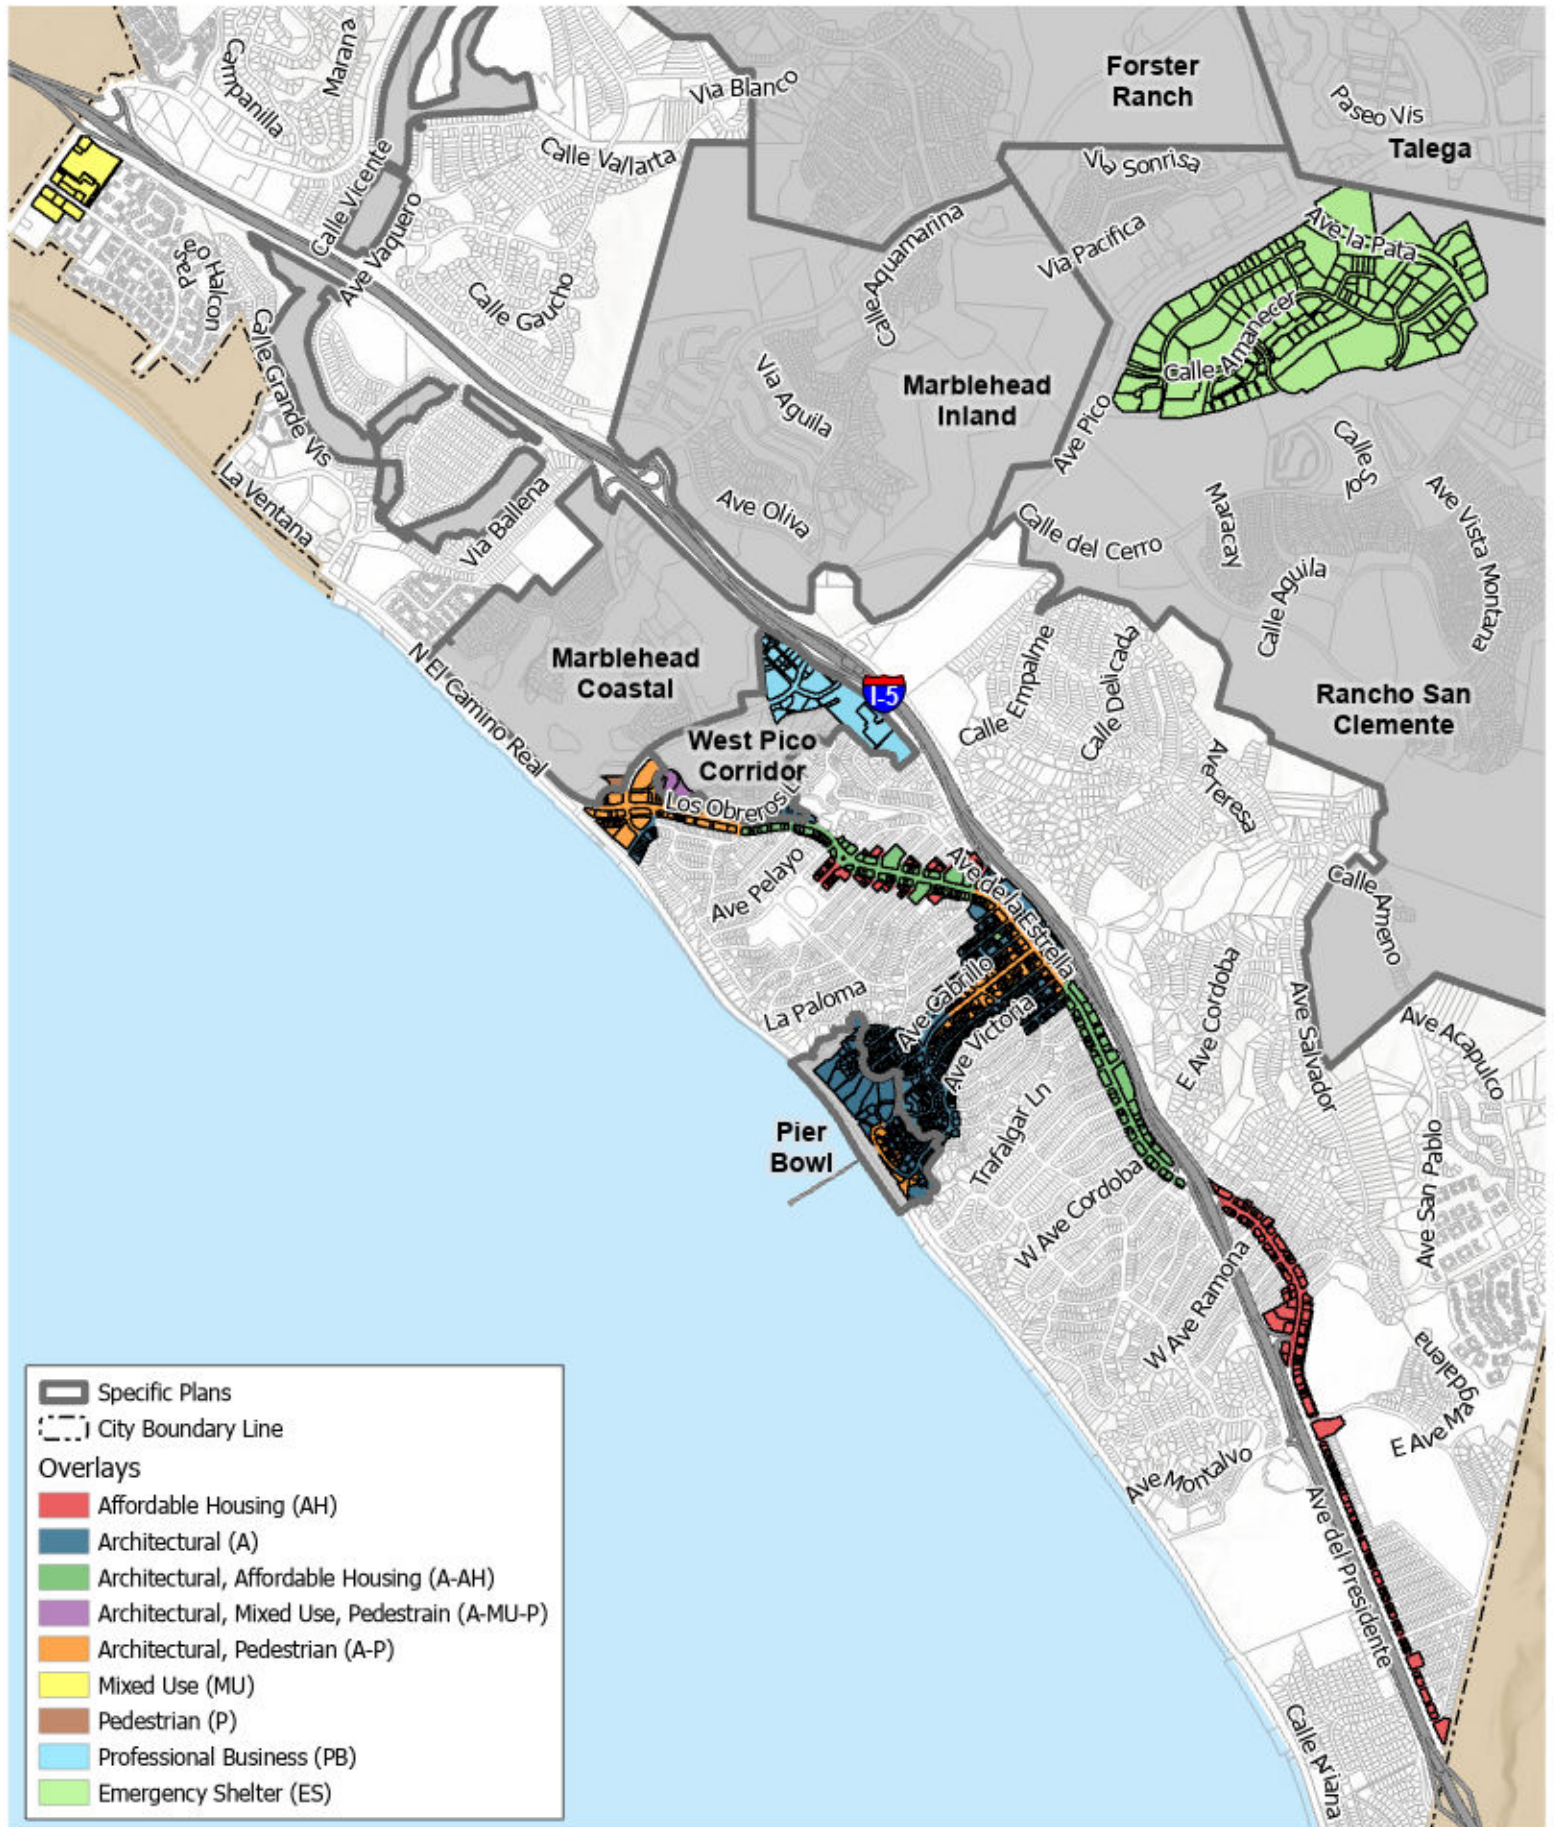 Campanilla
Marana
Via Blanco
Forster
Ranch
Paseo Vis
Talega
Calle Vallarta
Via Sonrisa
Calle Vicente
Ave Vaquero
Paseo Halcon
Calle Gaucho
Calle Aquamarina
Via Pacifica
Ave la Pata
Calle Amanecer
Calle Grande Vis
Via Aguila
Marblehead
Inland
Ave Pico
Calle Sol
La Ventana
Via Ballena
Ave Oliva
Calle del Cerro
Maracay
Ave Vista Montana
Calle Aguila
Marblehead
Coastal
N El Camino Real
I-5
Calle Empalme
Calle Delicada
Rancho San
Clemente
West Pico
Corridor
Los Obreros L
Ave Teresa
Ave Pelayo
Ave de la Estrella
Calle Ameno
La Paloma
Ave Cabrillo
Ave Victoria
E Ave Cordoba
Ave Salvador
Ave Acapulco
Pier
Bowl
Trafalgar Ln
W Ave Cordoba
Ave San Pablo
W Ave Ramona
E Ave Magdalena
Ave Montalvo
Ave del Presidente
Calle Ariana
Specific Plans
City Boundary Line
Overlays
Affordable Housing (AH)
Architectural (A)
Architectural, Affordable Housing (A-AH)
Architectural, Mixed Use, Pedestrain (A-MU-P)
Architectural, Pedestrian (A-P)
Mixed Use (MU)
Pedestrian (P)
Professional Business (PB)
Emergency Shelter (ES)